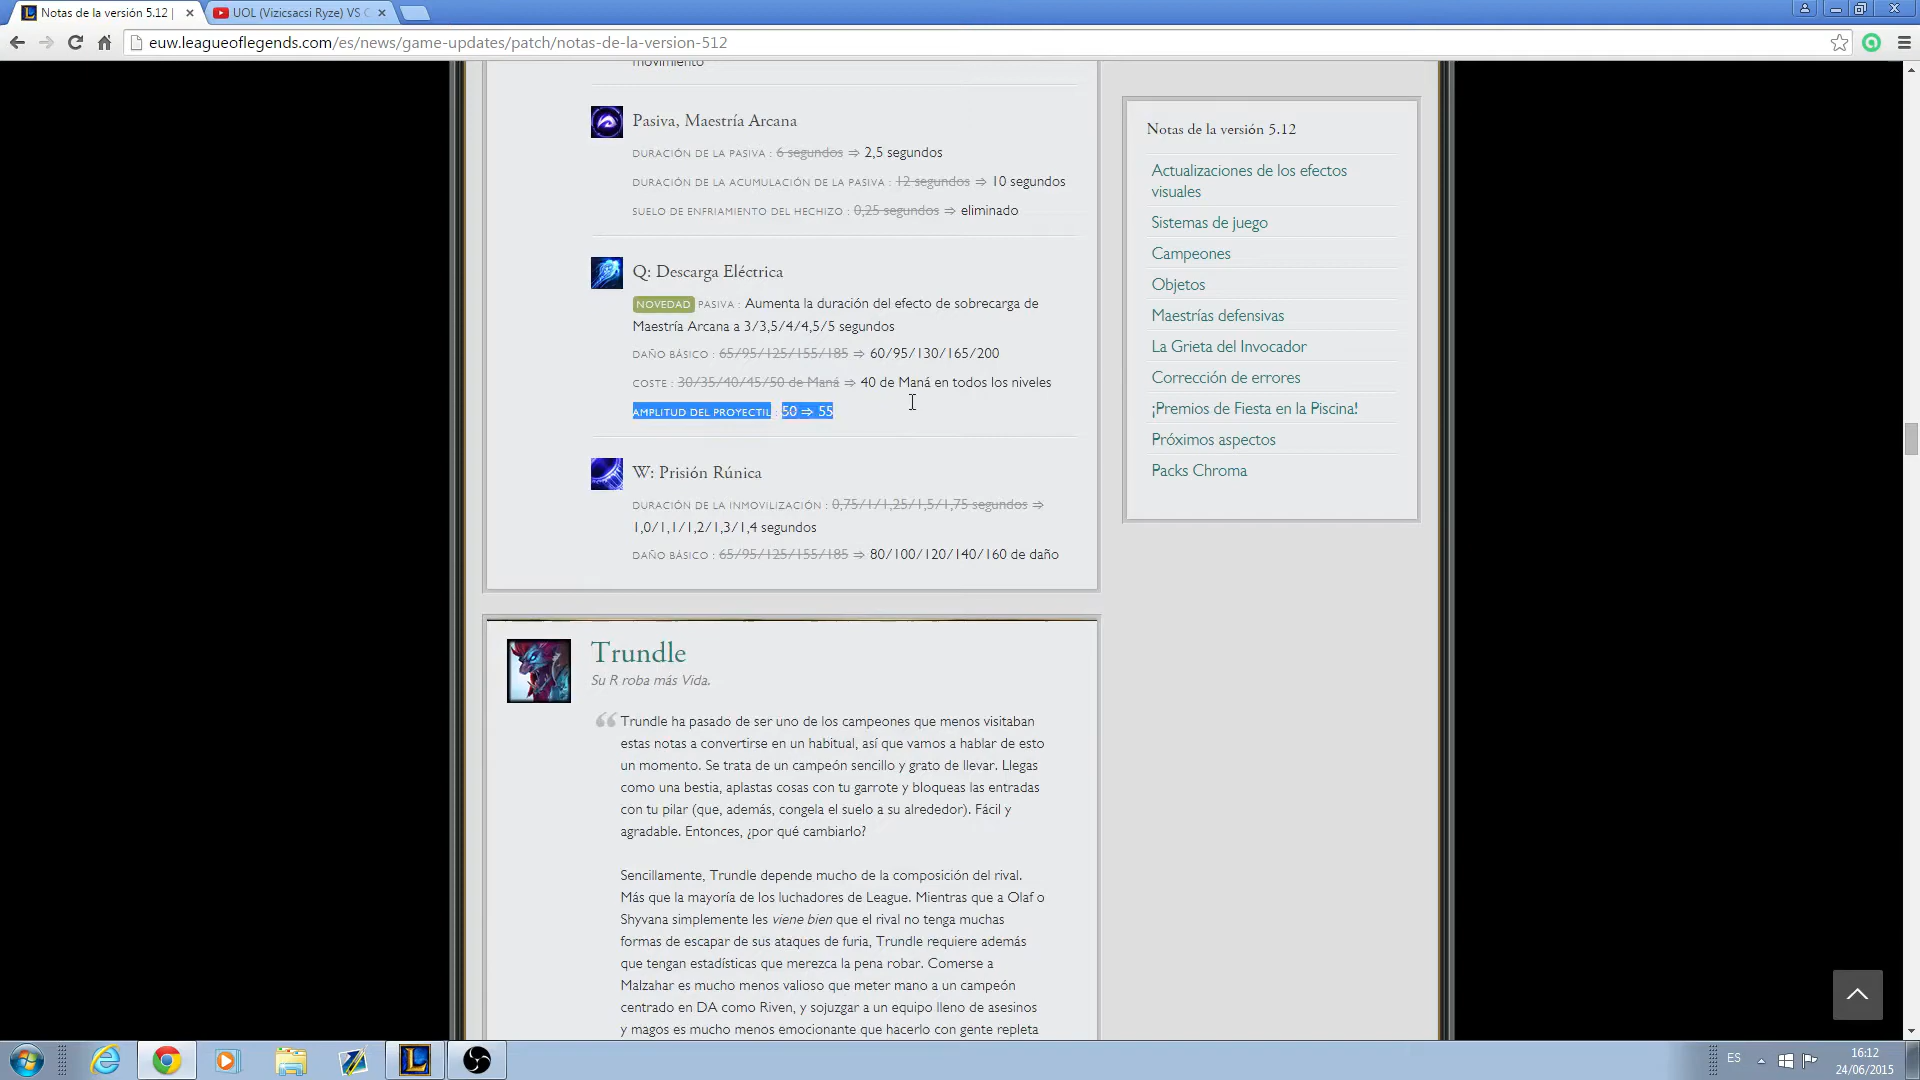 Notas de la versión 5.12 |
UOL (Vizicsacsi Ryze) VS C
euw.leagueoflegends.com/es/news/game-updates/patch/notas-de-la-version-512
movimiento
Pasiva, Maestría Arcana
DURACIÓN DE LA PASIVA : 6 segundos ⇒ 2,5 segundos
DURACIÓN DE LA ACUMULACIÓN DE LA PASIVA : 12 segundos ⇒ 10 segundos
SUELO DE ENFRIAMIENTO DEL HECHIZO : 0,25 segundos ⇒ eliminado
Q: Descarga Eléctrica
NOVEDAD PASIVA : Aumenta la duración del efecto de sobrecarga de
Maestría Arcana a 3/3,5/4/4,5/5 segundos
DAÑO BÁSICO : 65/95/125/155/185 ⇒ 60/95/130/165/200
COSTE : 30/35/40/45/50 de Maná ⇒ 40 de Maná en todos los niveles
AMPLITUD DEL PROYECTIL : 50 ⇒ 55
W: Prisión Rúnica
DURACIÓN DE LA INMOVILIZACIÓN : 0,75/1/1,25/1,5/1,75 segundos ⇒
1,0/1,1/1,2/1,3/1,4 segundos
DAÑO BÁSICO : 65/95/125/155/185 ⇒ 80/100/120/140/160 de daño
Trundle
Su R roba más Vida.
Trundle ha pasado de ser uno de los campeones que menos visitaban
estas notas a convertirse en un habitual, así que vamos a hablar de esto
un momento. Se trata de un campeón sencillo y grato de llevar. Llegas
como una bestia, aplastas cosas con tu garrote y bloqueas las entradas
con tu pilar (que, además, congela el suelo a su alrededor). Fácil y
agradable. Entonces, ¿por qué cambiarlo?
Sencillamente, Trundle depende mucho de la composición del rival.
Más que la mayoría de los luchadores de League. Mientras que a Olaf o
Shyvana simplemente les viene bien que el rival no tenga muchas
formas de escapar de sus ataques de furia, Trundle requiere además
que tengan estadísticas que merezca la pena robar. Comerse a
Malzahar es mucho menos valioso que meter mano a un campeón
centrado en DA como Riven, y sojuzgar a un equipo lleno de asesinos
y magos es mucho menos emocionante que hacerlo con gente repleta
Notas de la versión 5.12
Actualizaciones de los efectos
visuales
Sistemas de juego
Campeones
Objetos
Maestrías defensivas
La Grieta del Invocador
Corrección de errores
¡Premios de Fiesta en la Piscina!
Próximos aspectos
Packs Chroma
ES
16:12
24/06/2015